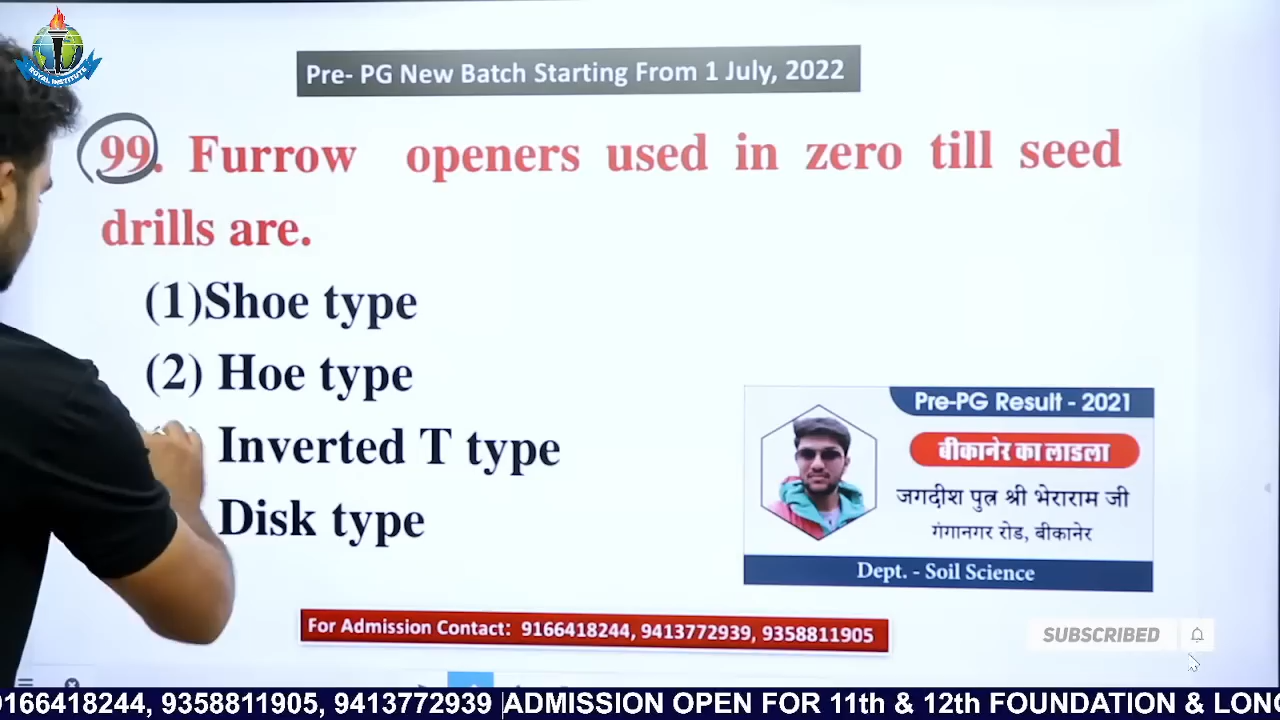 ROYAL INSTITUTE
Pre- PG New Batch Starting From 1 July, 2022
99. Furrow openers used in zero till seed
drills are.
(1)Shoe type
(2) Hoe type
Inverted T type
Disk type
Pre-PG Result - 2021
बीकानेर का लाडला
जगदीश पुत्र श्री भेराराम जी
गंगानगर रोड, बीकानेर
Dept. - Soil Science
For Admission Contact: 9166418244, 9413772939, 9358811905
SUBSCRIBED
9166418244, 9358811905, 9413772939 ADMISSION OPEN FOR 11th & 12th FOUNDATION &